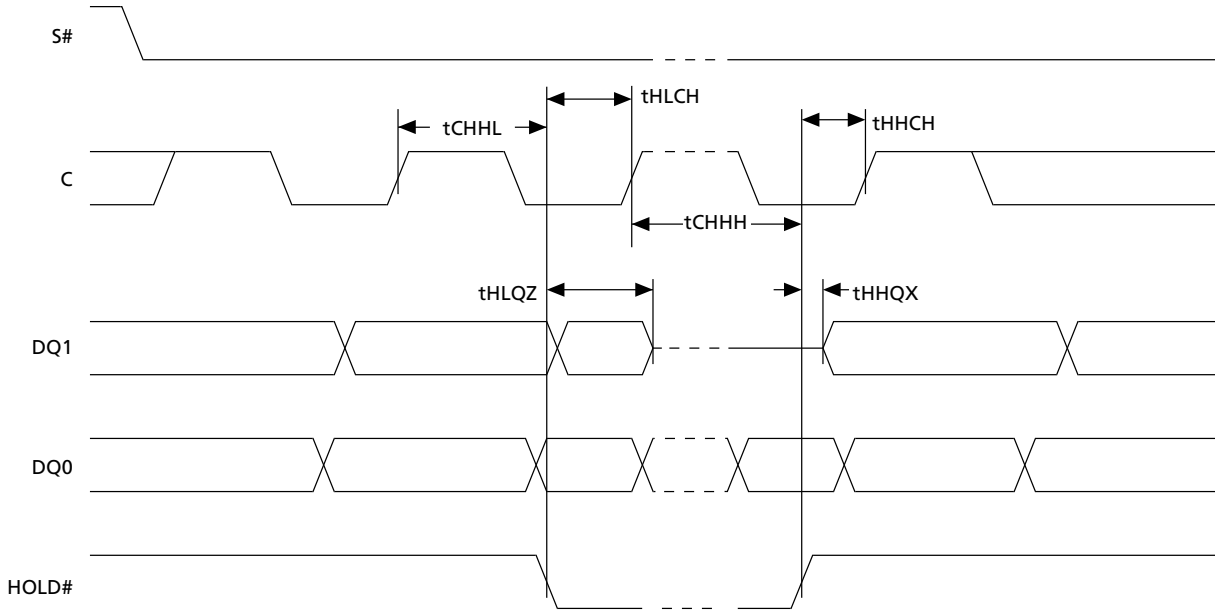 S#
tHLCH
tCHHL
tHHCH
C
tCHHH
tHLQZ
tHHQX
DQ1
DQ0
HOLD#